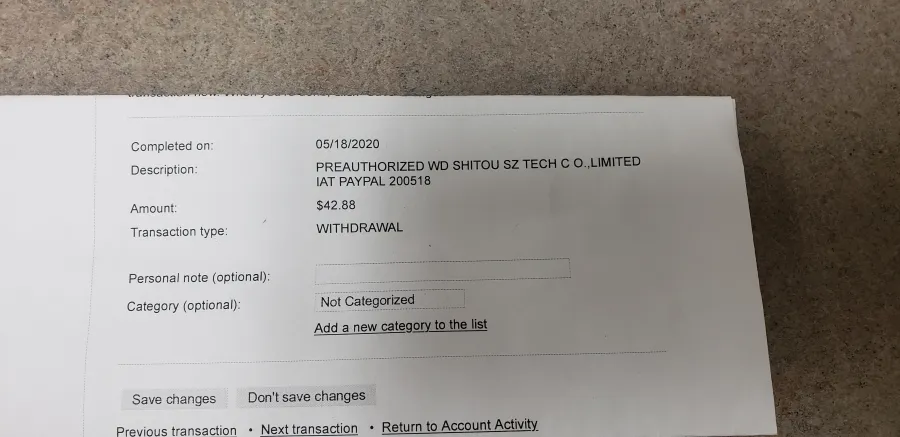 Completed on: 05/18/2020
Description: PREAUTHORIZED WD SHITOU SZ TECH C O.,LIMITED
IAT PAYPAL 200518
Amount: $42.88
Transaction type: WITHDRAWAL
Personal note (optional):
Category (optional): Not Categorized
Add a new category to the list
Save changes Don't save changes
Previous transaction • Next transaction • Return to Account Activity